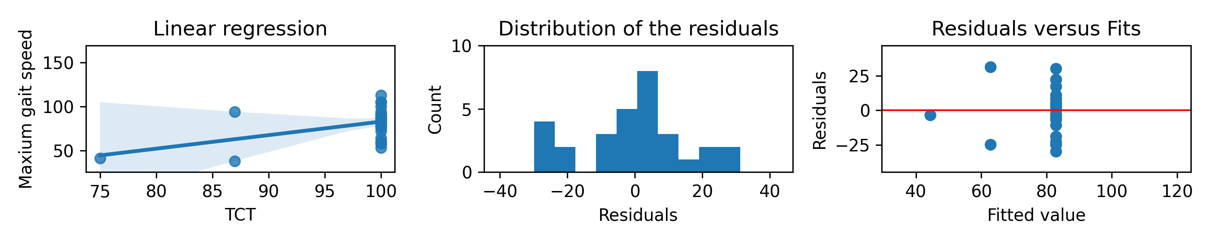 Linear regression
Maxium gait speed
150
100
50
75 80 85 90 95 100
TCT
Distribution of the residuals
Count
10
5
0
−40 −20 0 20 40
Residuals
Residuals versus Fits
Residuals
25
0
−25
40 60 80 100 120
Fitted value